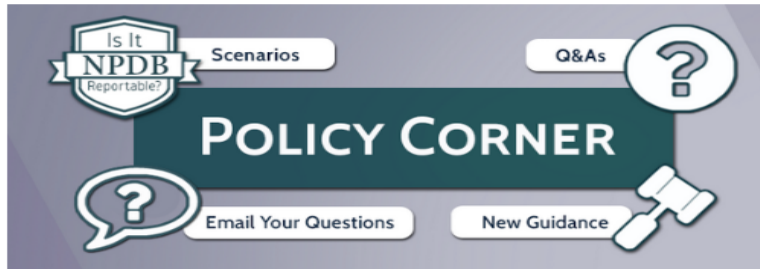 Is It
NPDB
Reportable?
Scenarios
Q&As
?
POLICY CORNER
?
Email Your Questions
New Guidance